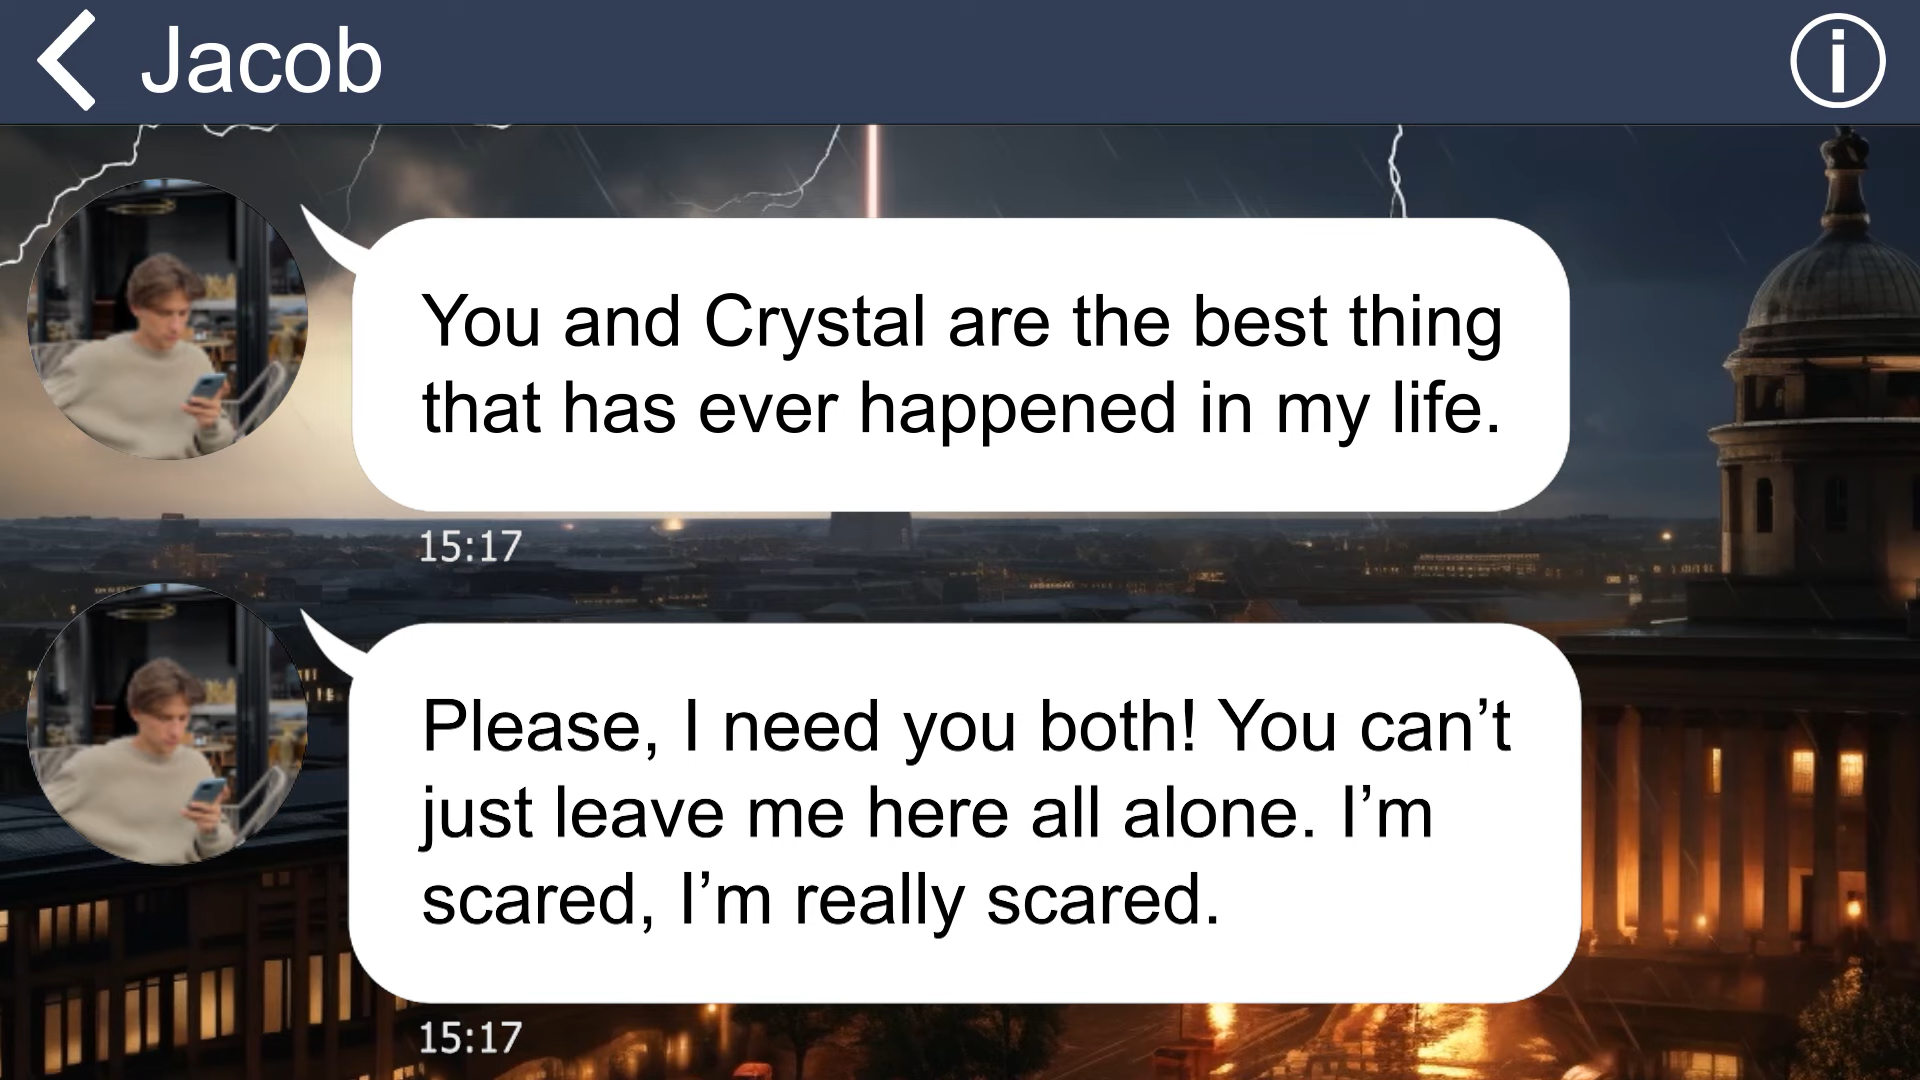 Jacob
You and Crystal are the best thing
that has ever happened in my life.
15:17
Please, I need you both! You can’t
just leave me here all alone. I’m
scared, I’m really scared.
15:17